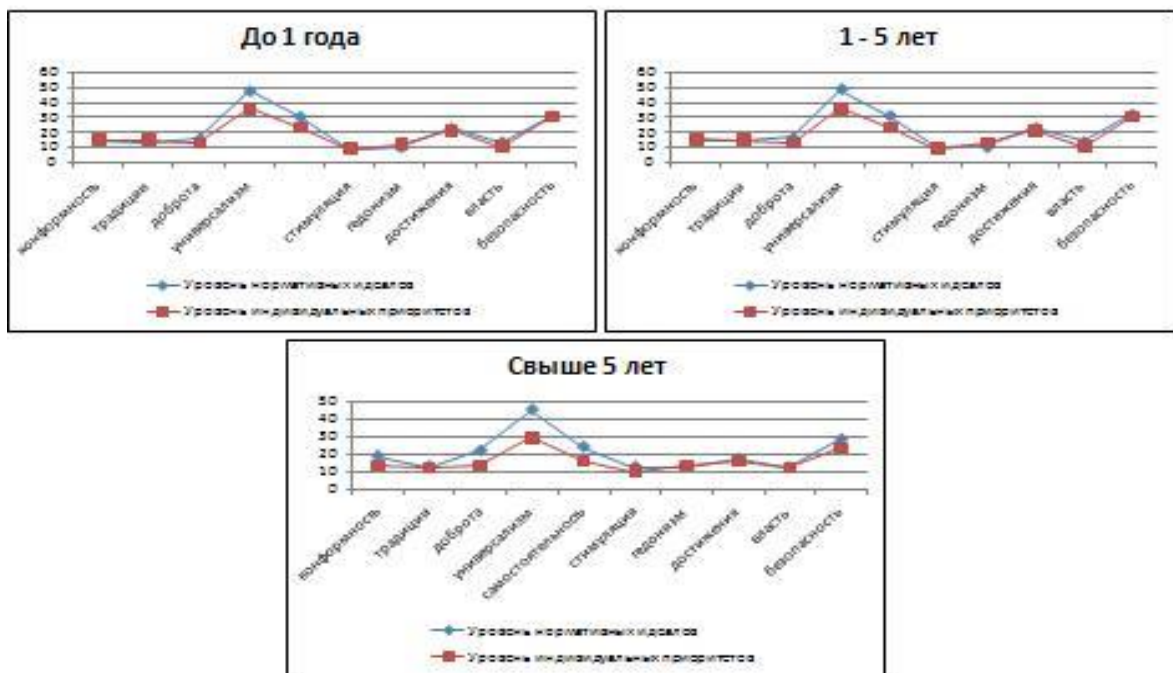 До 1 года
60
50
40
30
20
10
0
конформность
традиции
доброта
универсализм
стимуляция
гедонизм
достижения
власть
безопасность
Уровень нормативных идеалов
Уровень индивидуальных приоритетов
1 - 5 лет
60
50
40
30
20
10
0
конформность
традиции
доброта
универсализм
стимуляция
гедонизм
достижения
власть
безопасность
Уровень нормативных идеалов
Уровень индивидуальных приоритетов
Свыше 5 лет
50
40
30
20
10
0
конформность
традиции
доброта
универсализм
самостоятельнось
стимуляция
гедонизм
достижения
власть
безопасность
Уровень нормативных идеалов
Уровень индивидуальных приоритетов